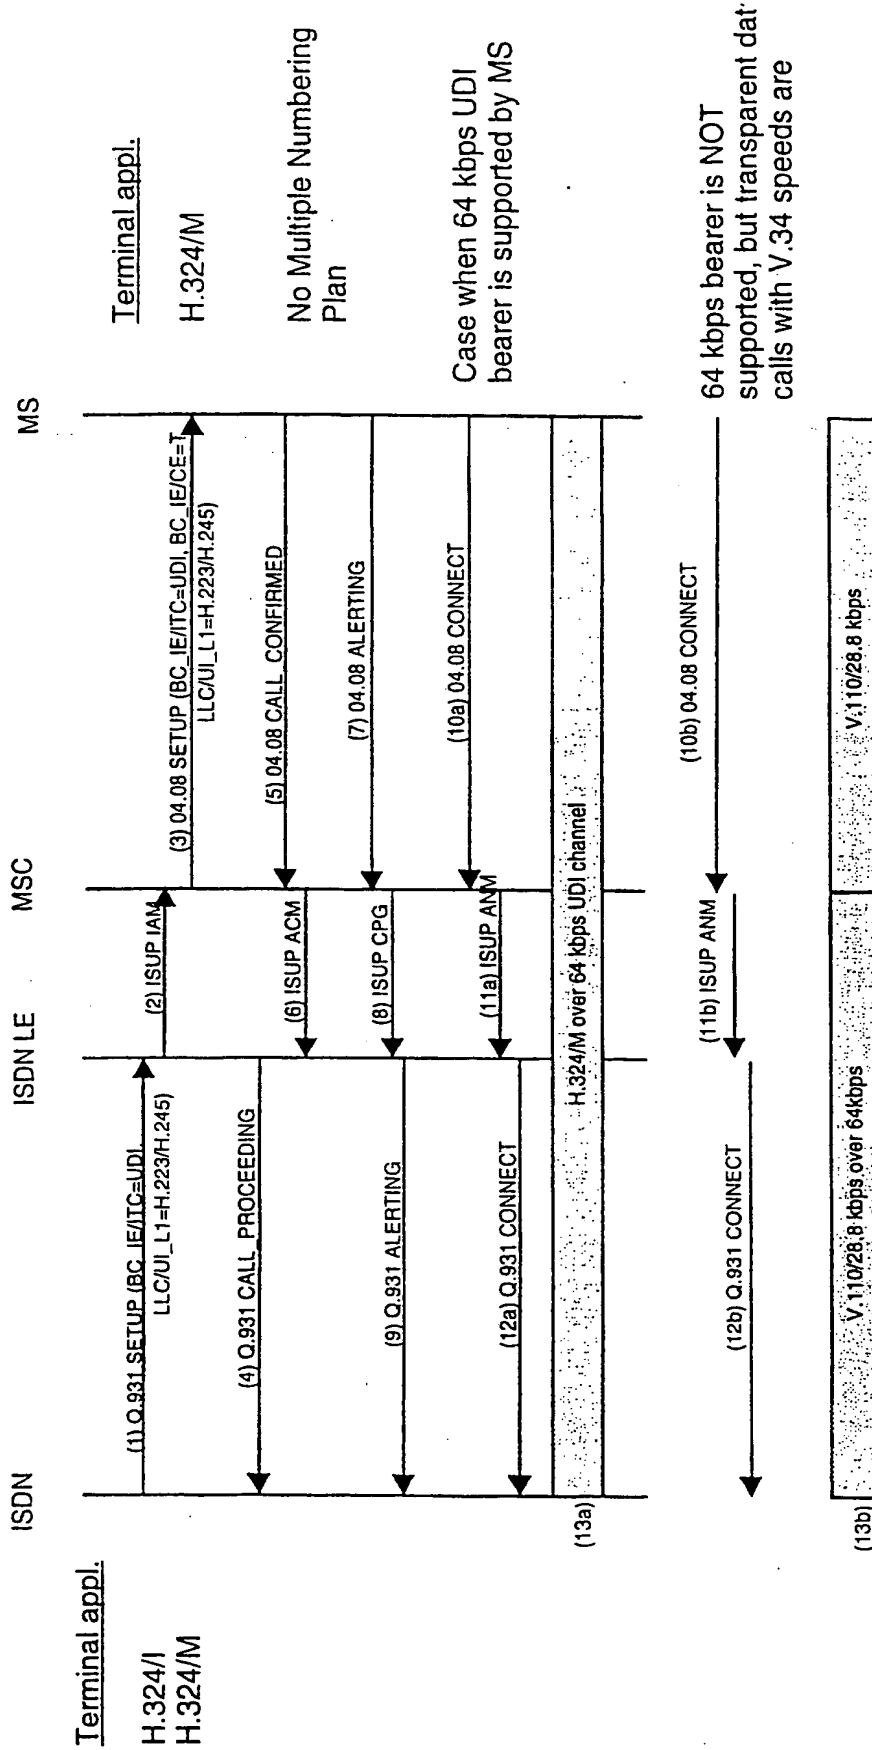 Terminal appl.
H.324/I
H.324/M
ISDN
ISDN LE
MSC
MS
Terminal appl.
H.324/M
(1) Q.931 SETUP (BC_IE/ITC=UDI,
LLC/UI_L1=H.223/H.245)
(2) ISUP IAM
(3) 04.08 SETUP (BC_IE/ITC=UDI, BC_IE/CE=T
LLC/UI_L1=H.223/H.245)
No Multiple Numbering
Plan
(4) Q.931 CALL_PROCEEDING
(5) 04.08 CALL_CONFIRMED
(6) ISUP ACM
(7) 04.08 ALERTING
(8) ISUP CPG
(9) Q.931 ALERTING
(10a) 04.08 CONNECT
(11a) ISUP ANM
(12a) Q.931 CONNECT
Case when 64 kbps UDI
bearer is supported by MS
(13a)
H.324/M over 64 kbps UDI channel
(10b) 04.08 CONNECT
(11b) ISUP ANM
(12b) Q.931 CONNECT
64 kbps bearer is NOT
supported, but transparent dat
calls with V.34 speeds are
(13b)
V.110/28.8 kbps over 64kbps
V.110/28.8 kbps